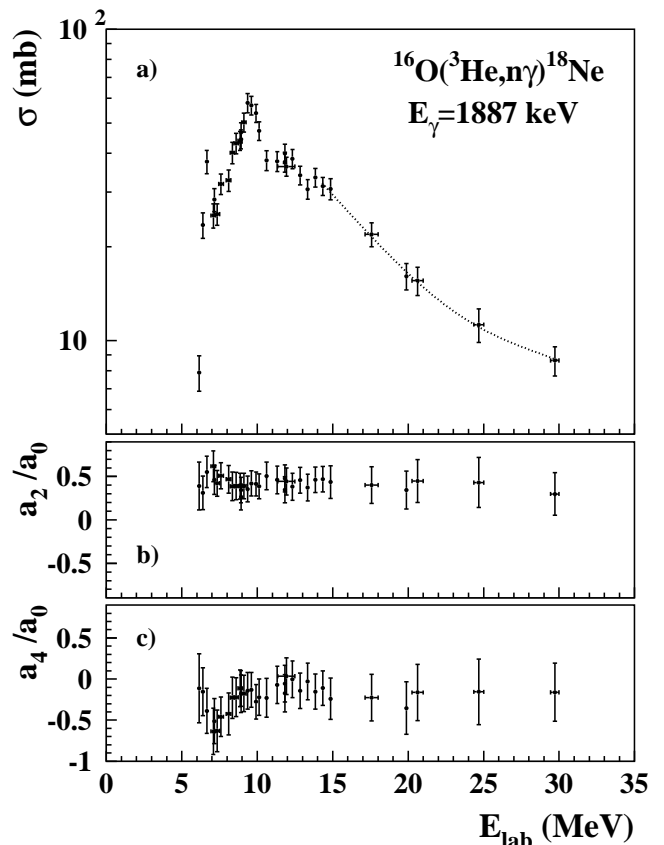 10²
σ (mb)
a)
¹⁶O(³He,nγ)¹⁸Ne
E_γ=1887 keV
10
a₂/a₀
0.5
0
-0.5
b)
a₄/a₀
0.5
0
-0.5
-1
c)
0 5 10 15 20 25 30 35
E_lab (MeV)